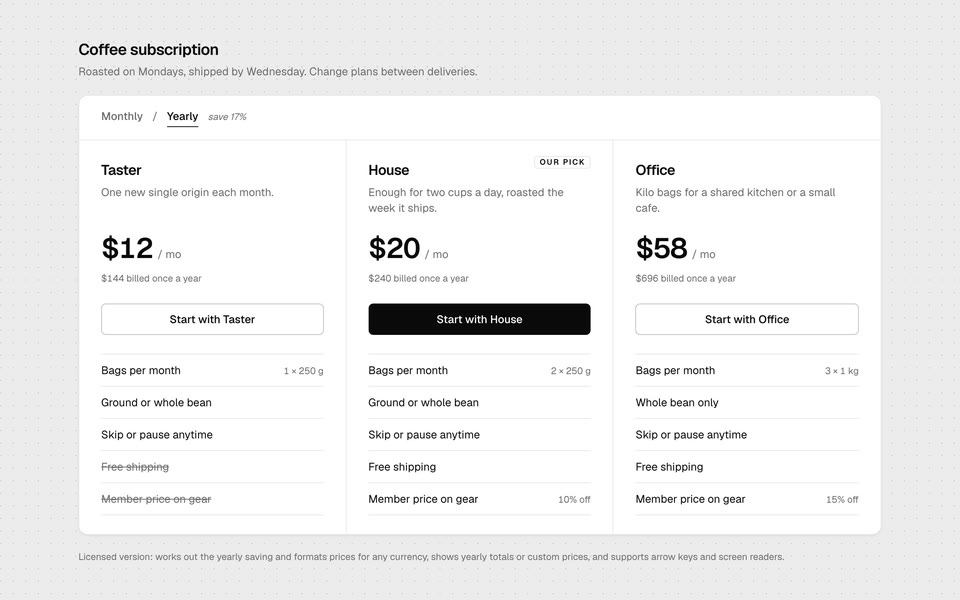 Coffee subscription
Roasted on Mondays, shipped by Wednesday. Change plans between deliveries.
Monthly / Yearly save 17%
Taster
One new single origin each month.
$12 / mo
$144 billed once a year
Start with Taster
Bags per month 1 × 250 g
Ground or whole bean
Skip or pause anytime
Free shipping
Member price on gear
OUR PICK
House
Enough for two cups a day, roasted the
week it ships.
$20 / mo
$240 billed once a year
Start with House
Bags per month 2 × 250 g
Ground or whole bean
Skip or pause anytime
Free shipping
Member price on gear 10% off
Office
Kilo bags for a shared kitchen or a small
cafe.
$58 / mo
$696 billed once a year
Start with Office
Bags per month 3 × 1 kg
Whole bean only
Skip or pause anytime
Free shipping
Member price on gear 15% off
Licensed version: works out the yearly saving and formats prices for any currency, shows yearly totals or custom prices, and supports arrow keys and screen readers.